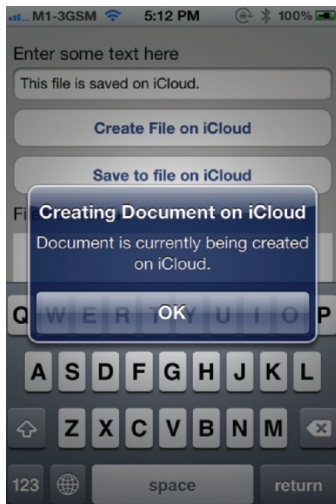 M1-3GSM 5:12 PM 100%
Enter some text here
This file is saved on iCloud.
Create File on iCloud
Save to file on iCloud
Creating Document on iCloud
Document is currently being created
on iCloud.
OK
Q W E R T Y U I O P
A S D F G H J K L
Z X C V B N M
123 space return